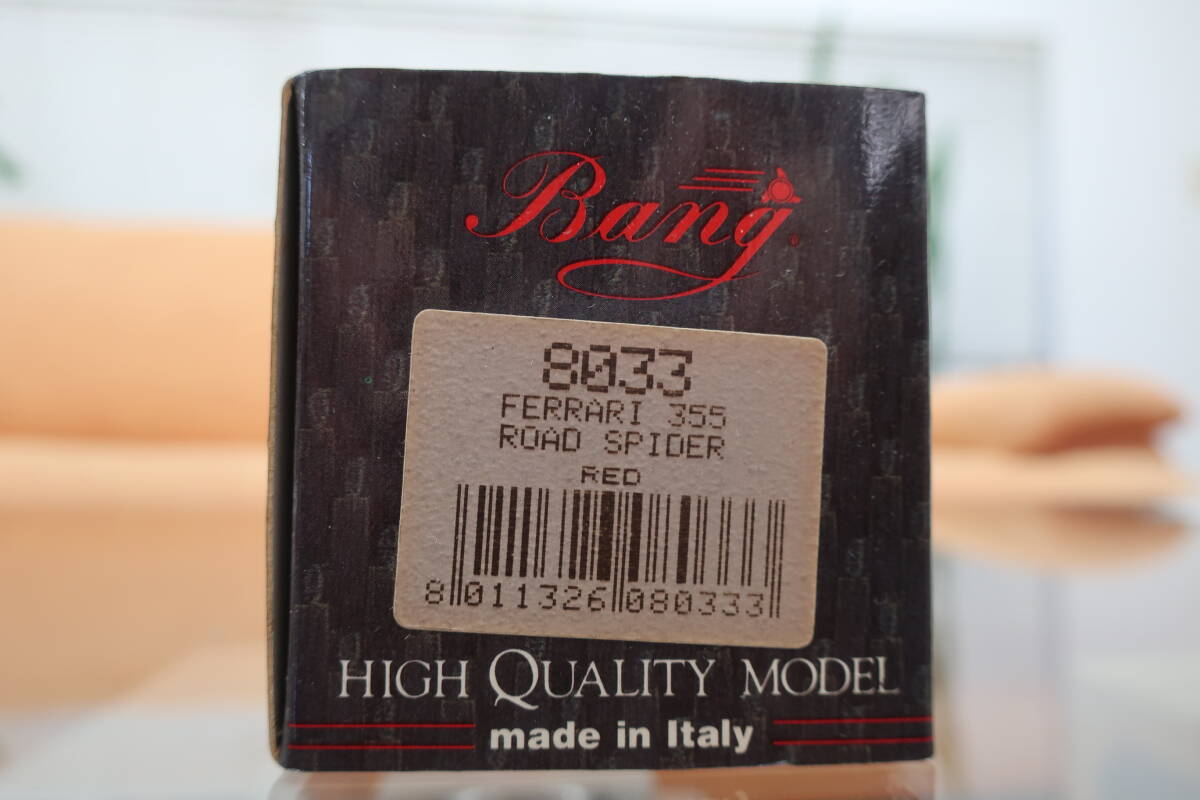 Bang
8033
FERRARI 355
ROAD SPIDER
RED
8 011326 080333
HIGH QUALITY MODEL
made in Italy